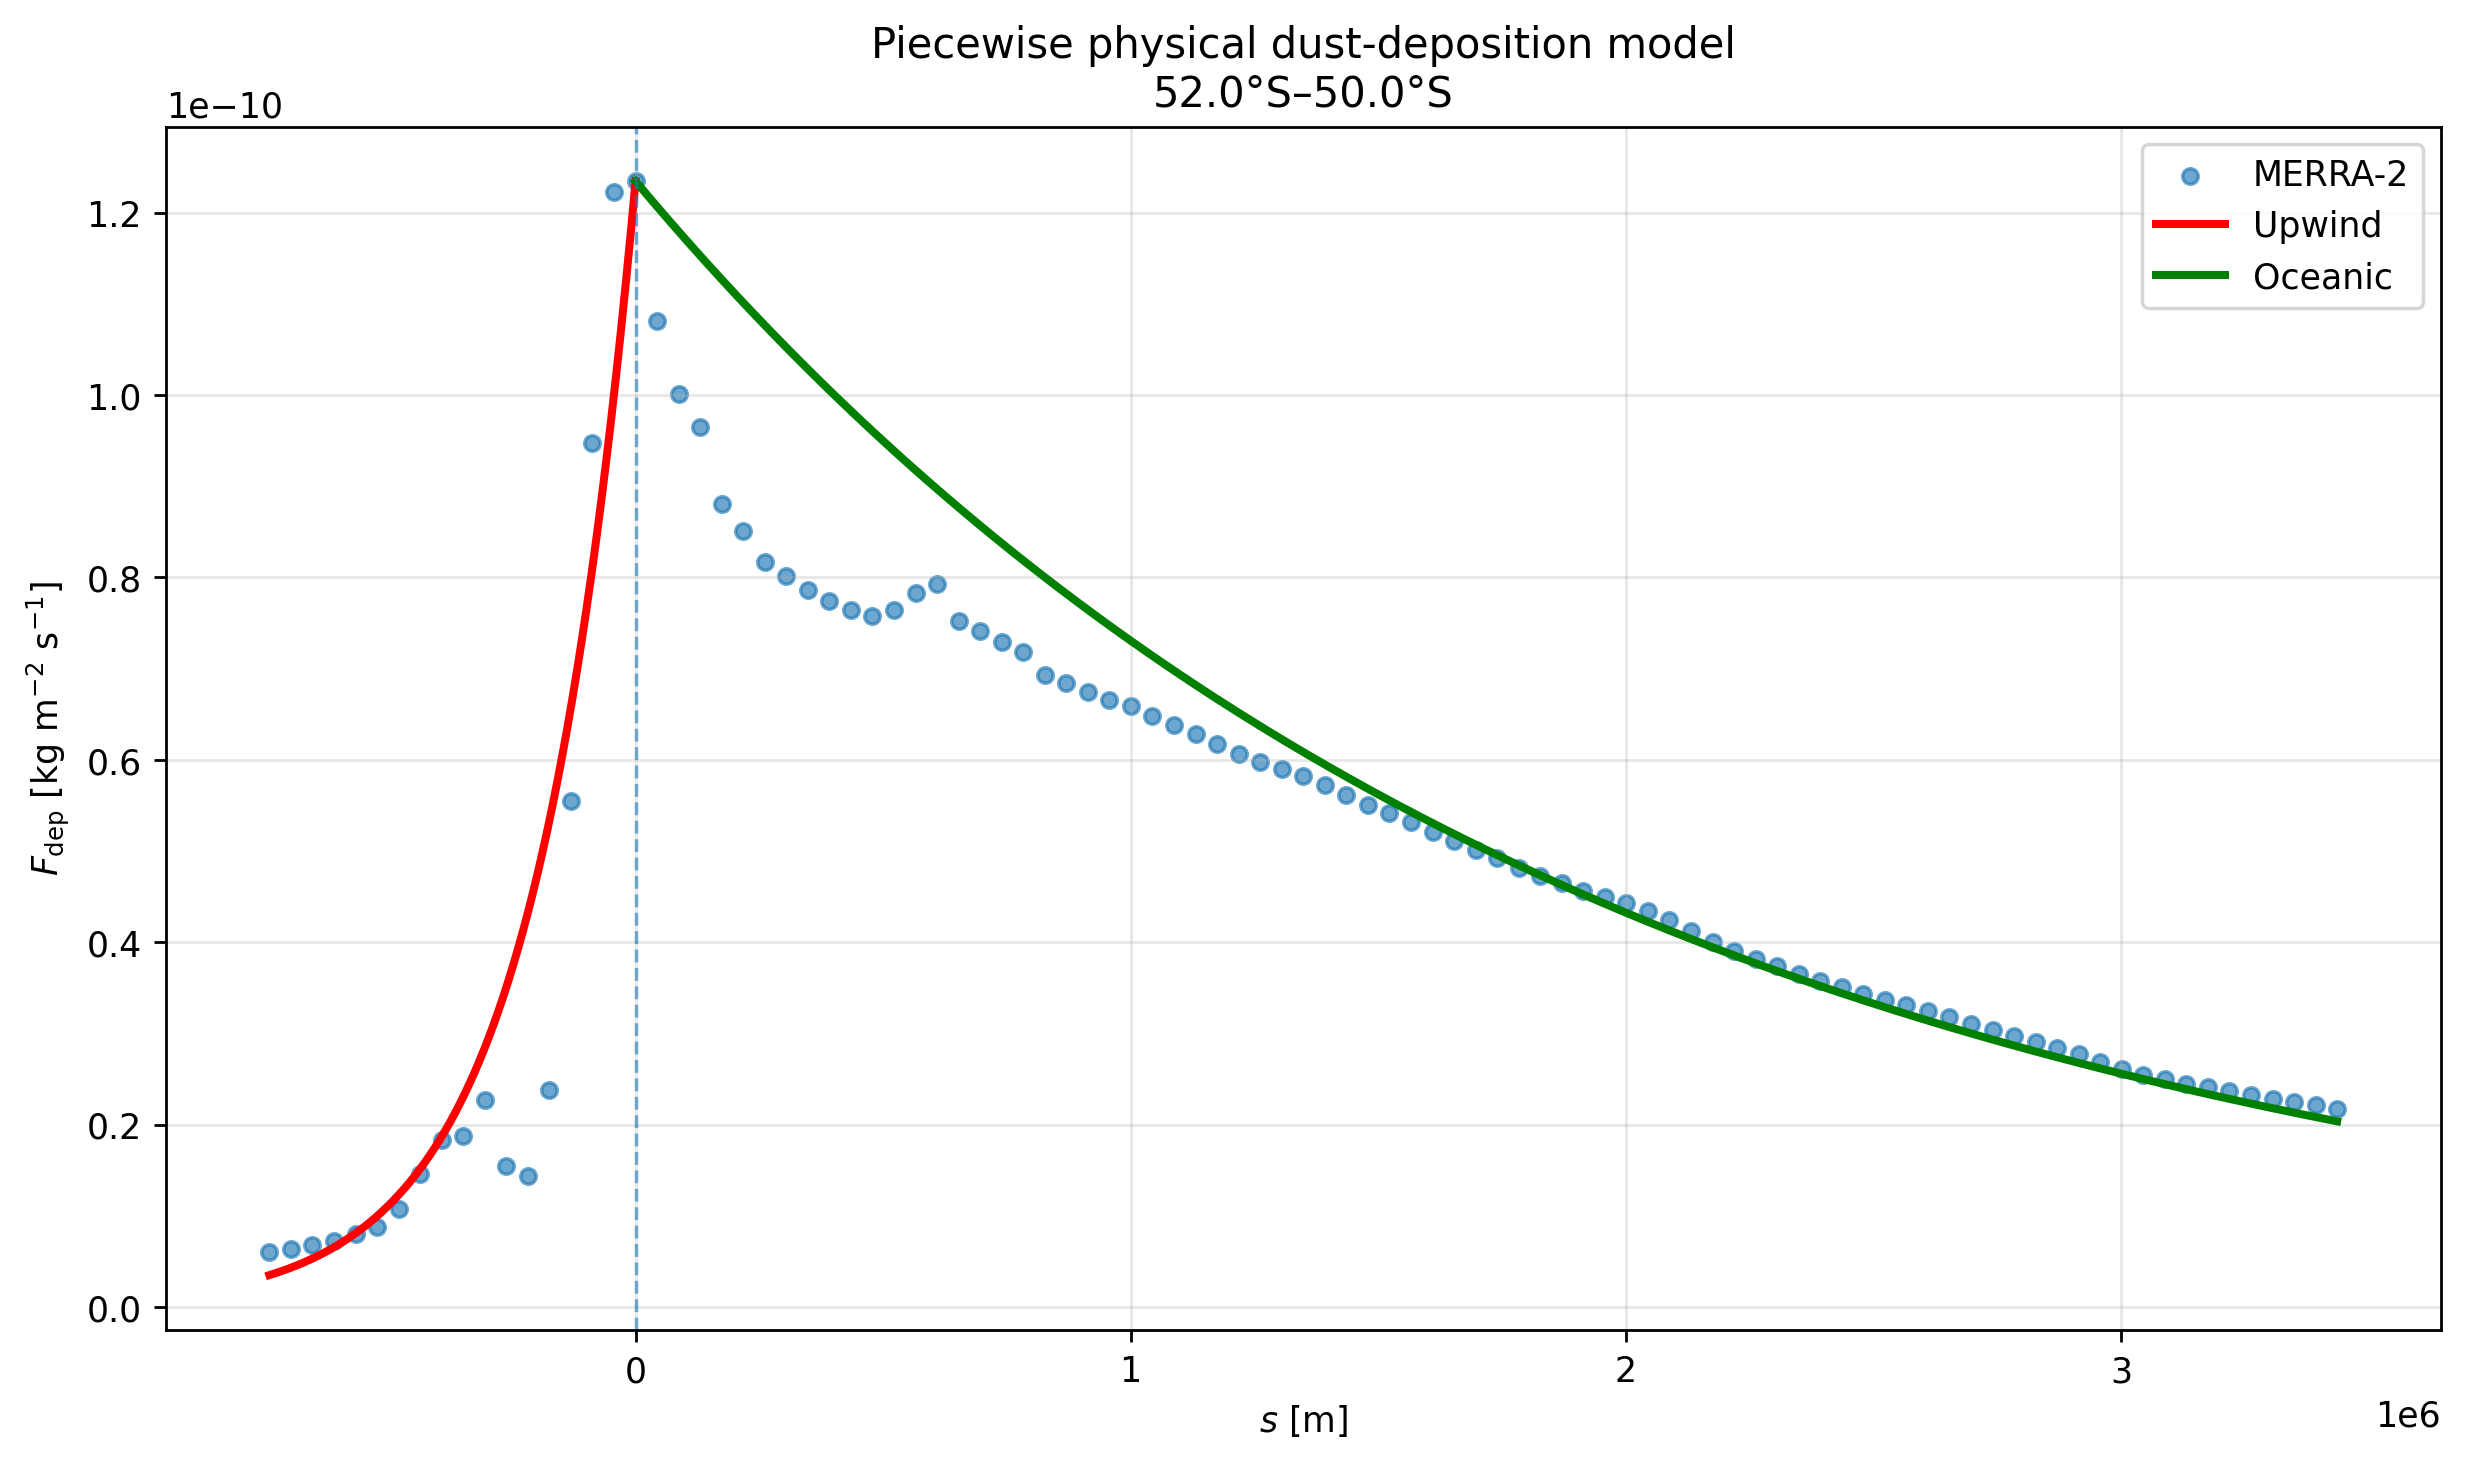 Piecewise physical dust-deposition model
52.0°S–50.0°S
1e−10
MERRA-2
Upwind
Oceanic
1.2
1.0
0.8
0.6
0.4
0.2
0.0
F_dep [kg m⁻² s⁻¹]
0 1 2 3
s [m]
1e6